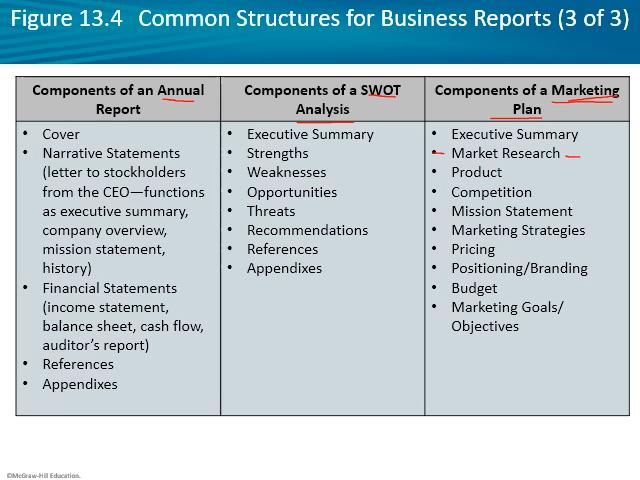 Figure 13.4 Common Structures for Business Reports (3 of 3)
Components of an Annual
Report
Components of a SWOT
Analysis
Components of a Marketing
Plan
• Cover
• Narrative Statements
(letter to stockholders
from the CEO—functions
as executive summary,
company overview,
mission statement,
history)
• Financial Statements
(income statement,
balance sheet, cash flow,
auditor's report)
• References
• Appendixes
• Executive Summary
• Strengths
• Weaknesses
• Opportunities
• Threats
• Recommendations
• References
• Appendixes
• Executive Summary
• Market Research
• Product
• Competition
• Mission Statement
• Marketing Strategies
• Pricing
• Positioning/Branding
• Budget
• Marketing Goals/
Objectives
©McGraw-Hill Education.